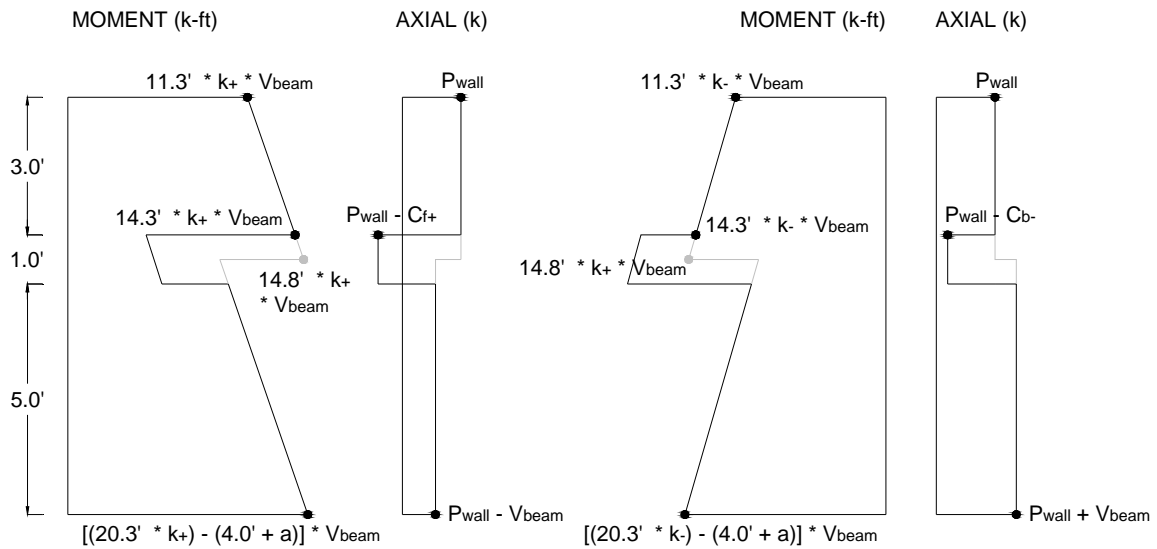 MOMENT (k-ft) AXIAL (k) MOMENT (k-ft) AXIAL (k)
11.3' * k+ * Vbeam Pwall 11.3' * k- * Vbeam Pwall
3.0'
14.3' * k+ * Vbeam Pwall - Cf+ 14.3' * k- * Vbeam Pwall - Cb-
1.0'
14.8' * k+
* Vbeam
14.8' * k+ * Vbeam
5.0'
[(20.3' * k+) - (4.0' + a)] * Vbeam Pwall - Vbeam [(20.3' * k-) - (4.0' + a)] * Vbeam Pwall + Vbeam